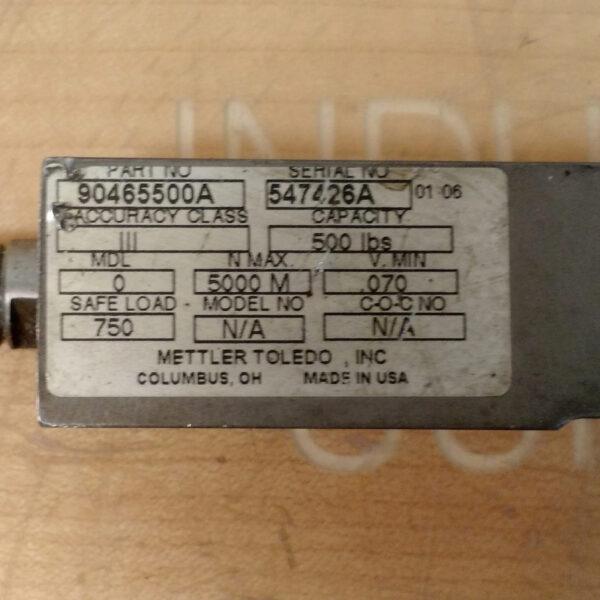 PART NO SERIAL NO
90465500A 547426A 01 06
ACCURACY CLASS CAPACITY
III 500 lbs
MDL N MAX. V. MIN
0 5000 M .070
SAFE LOAD - MODEL NO C-O-C NO
750 N/A N/A
METTLER TOLEDO , INC
COLUMBUS, OH MADE IN USA